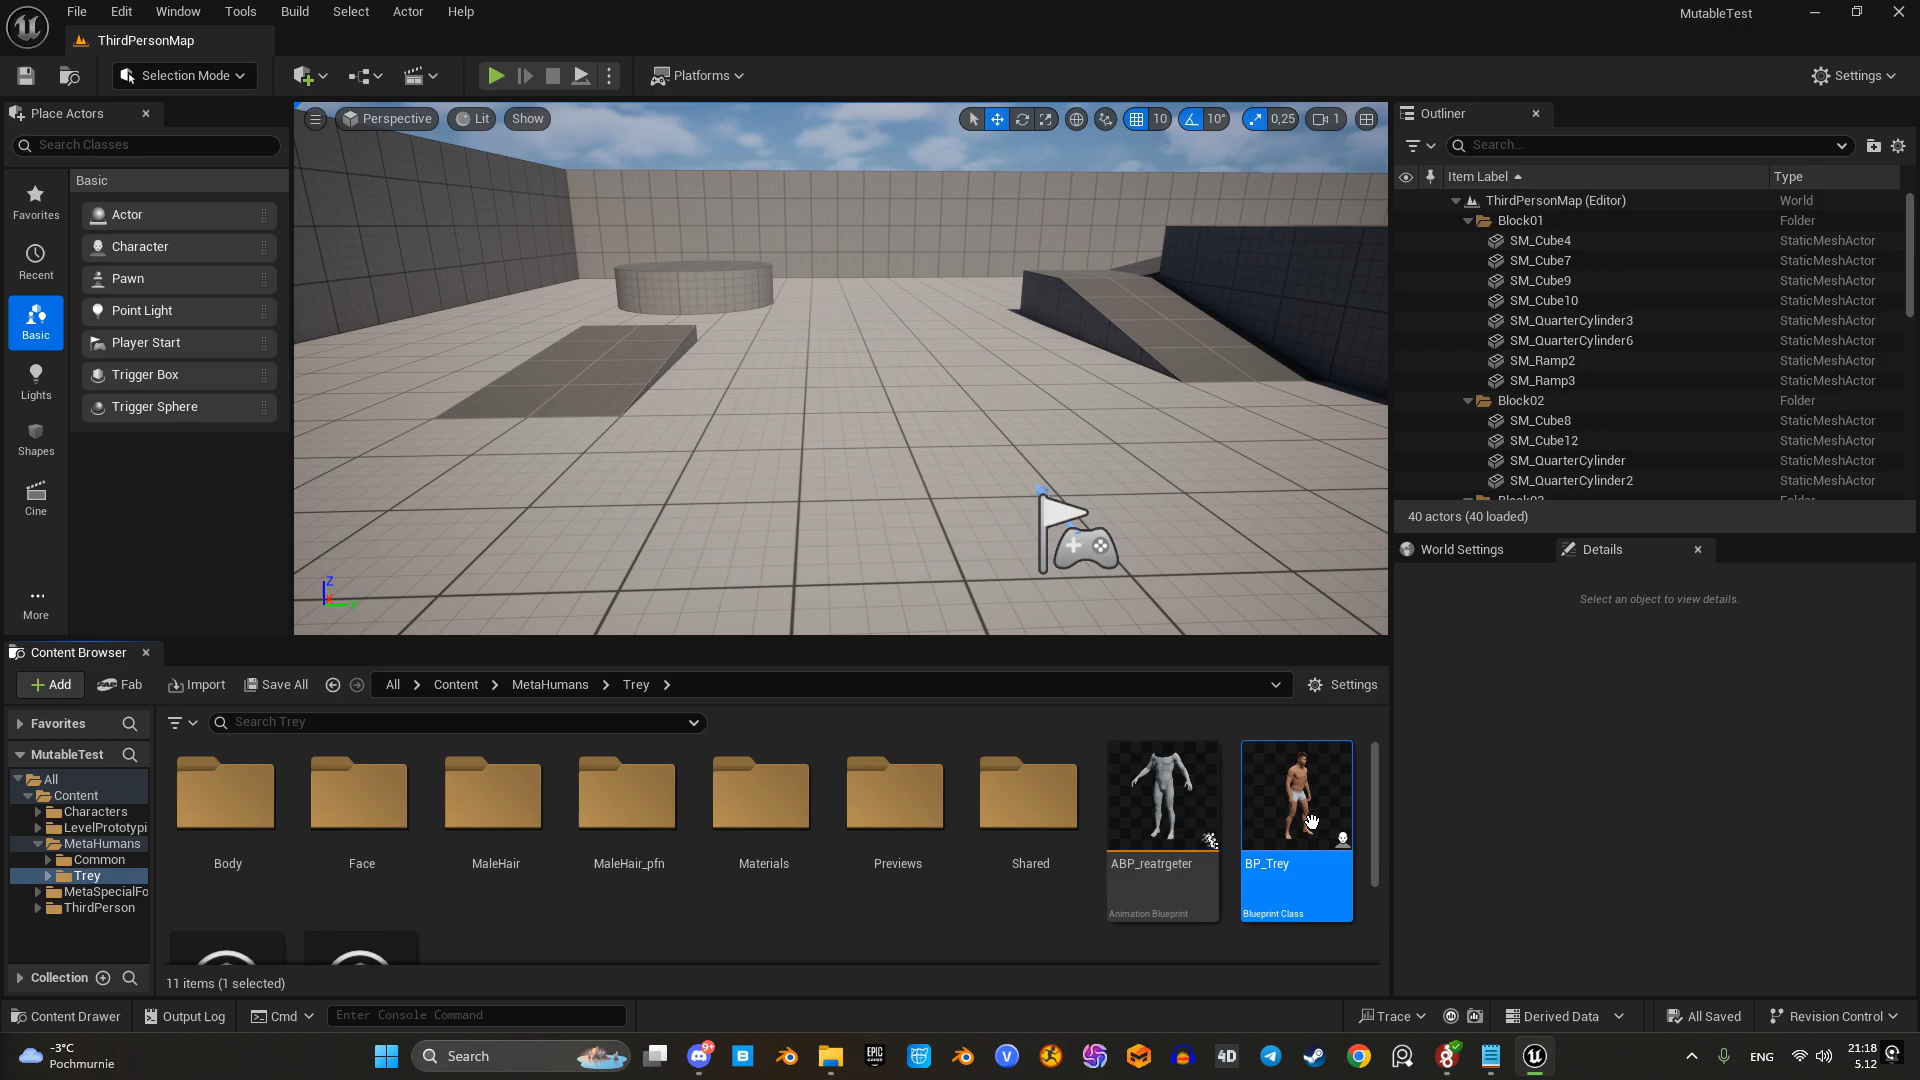 File Edit View Window Tools Build Select Actor Help
MutableTest
ThirdPersonMap
Selection Mode
Platforms
Settings
Place Actors
Search Classes
Favorites
Recent
Basic
Lights
Shapes
Cine
More
Basic
Actor
Character
Pawn
Point Light
Player Start
Trigger Box
Trigger Sphere
Perspective
Lit
Show
10
10°
0,25
1
Z
Y
Outliner
Search...
Item Label
Type
ThirdPersonMap (Editor) World
Block01 Folder
SM_Cube4 StaticMeshActor
SM_Cube7 StaticMeshActor
SM_Cube9 StaticMeshActor
SM_Cube10 StaticMeshActor
SM_QuarterCylinder3 StaticMeshActor
SM_QuarterCylinder6 StaticMeshActor
SM_Ramp2 StaticMeshActor
SM_Ramp3 StaticMeshActor
Block02 Folder
SM_Cube8 StaticMeshActor
SM_Cube12 StaticMeshActor
SM_QuarterCylinder StaticMeshActor
SM_QuarterCylinder2 StaticMeshActor
40 actors (40 loaded)
World Settings
Details
Select an object to view details.
Content Browser
Add
Fab
Import
Save All
All > Content > MetaHumans > Trey >
Settings
Favorites
MutableTest
All
Content
Characters
LevelPrototypi
MetaHumans
Common
Trey
MetaSpecialFo
ThirdPerson
Collection
Search Trey
Body
Face
MaleHair
MaleHair_pfn
Materials
Previews
Shared
ABP_reatrgeter
Animation Blueprint
BP_Trey
Blueprint Class
11 items (1 selected)
Content Drawer
Output Log
Cmd
Enter Console Command
Trace
Derived Data
All Saved
Revision Control
-3°C
Pochmurnie
Search
9+
EPIC
GAMES
4D
ENG
21:18
5.12